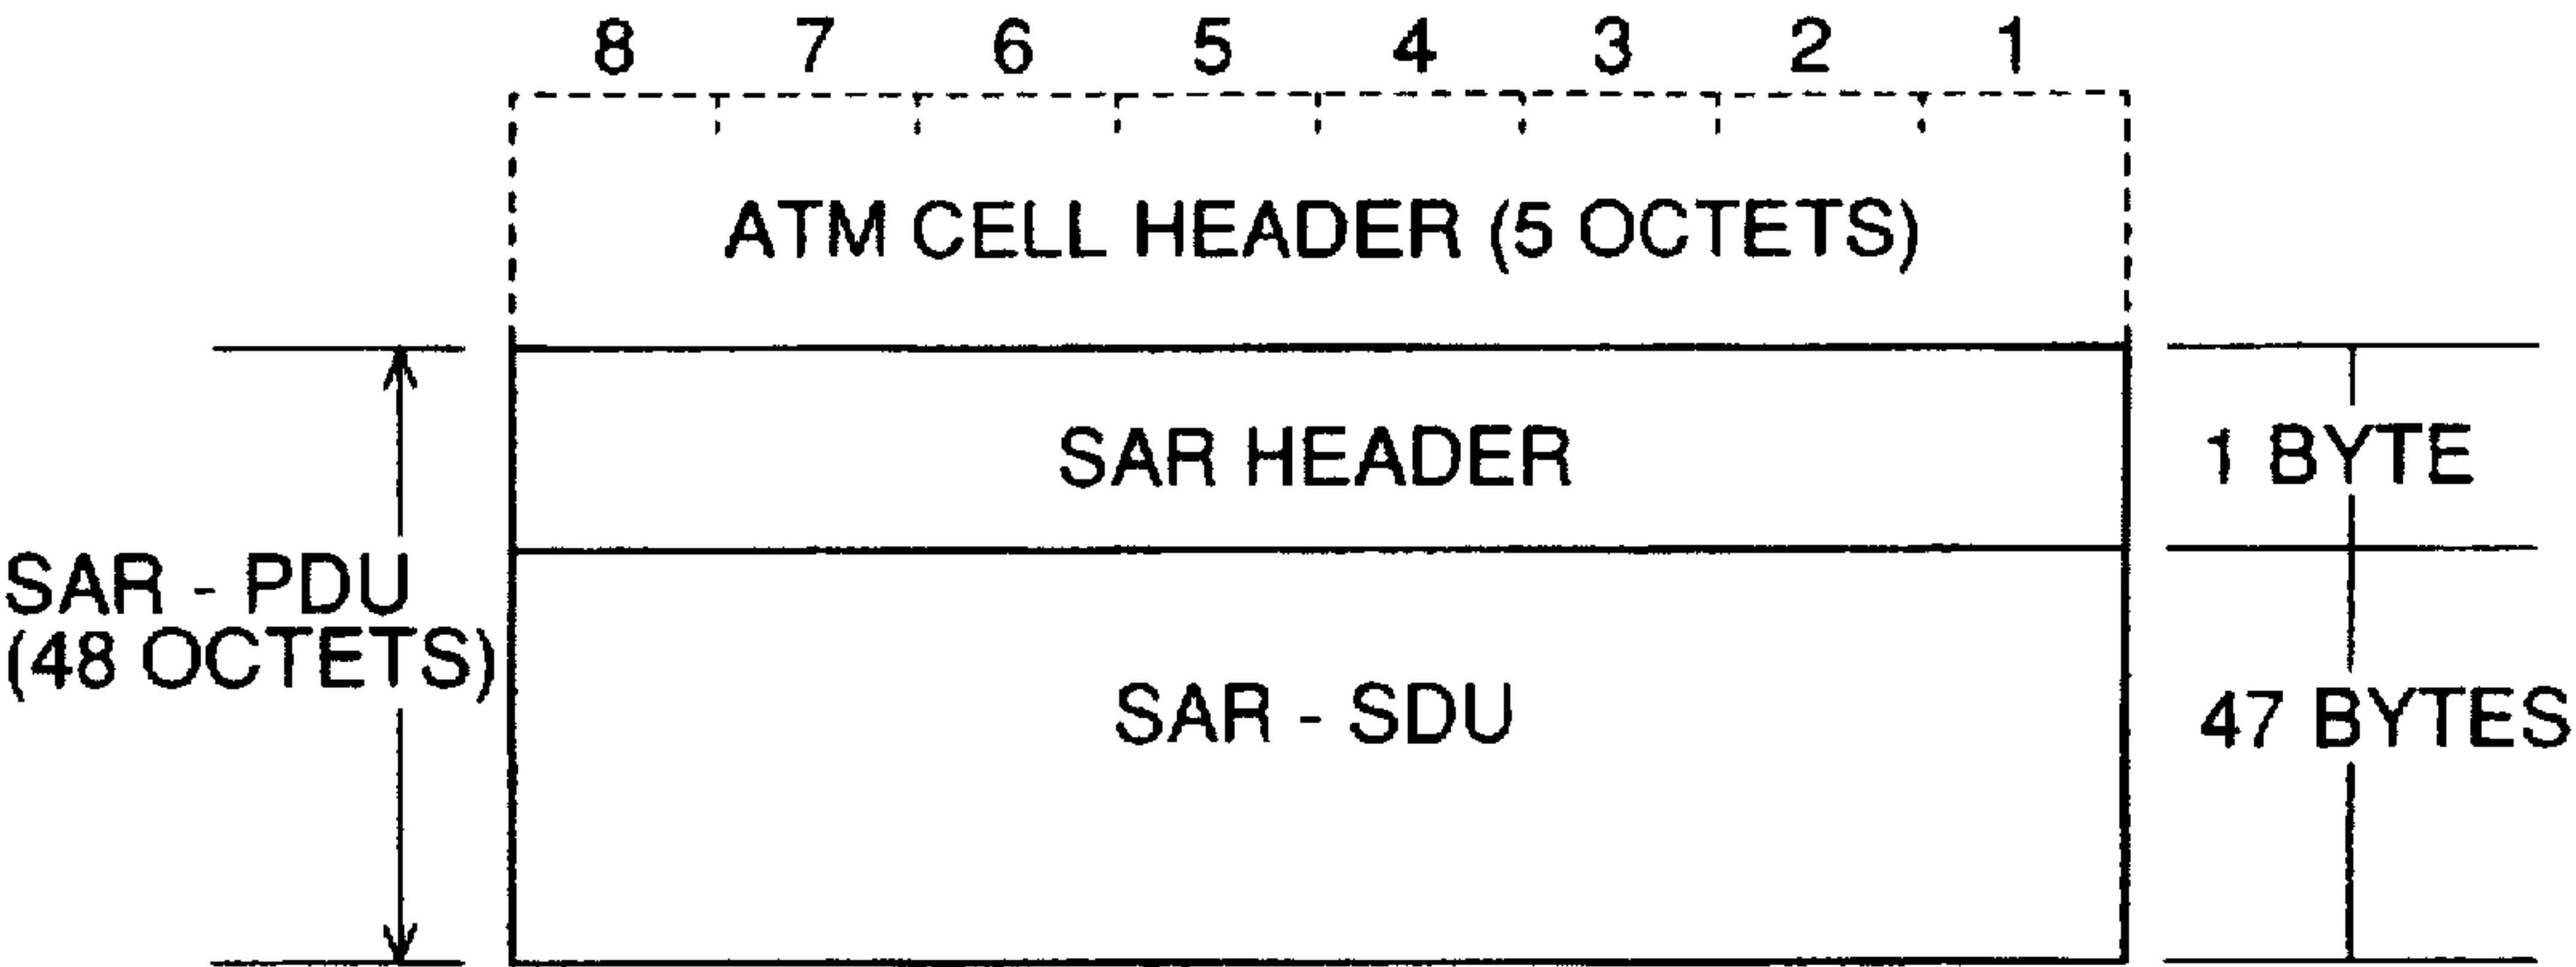 8 7 6 5 4 3 2 1
ATM CELL HEADER (5 OCTETS)
SAR HEADER
1 BYTE
SAR - PDU
(48 OCTETS)
SAR - SDU
47 BYTES